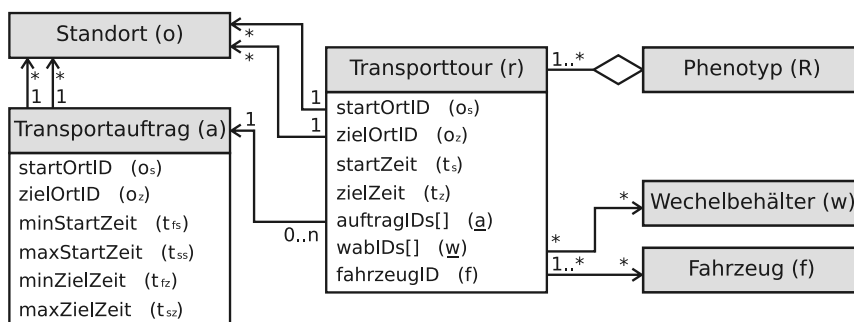 Standort (o)
*
*
1
1
Transportauftrag (a)
startOrtID (os)
zielOrtID (oz)
minStartZeit (tfs)
maxStartZeit (tss)
minZielZeit (tfz)
maxZielZeit (tsz)
*
*
1
1
1
0..n
Transporttour (r)
startOrtID (os)
zielOrtID (oz)
startZeit (ts)
zielZeit (tz)
auftragIDs[] (a)
wabIDs[] (w)
fahrzeugID (f)
1..*
Phenotyp (R)
*
*
Wechelbehälter (w)
1..*
*
Fahrzeug (f)